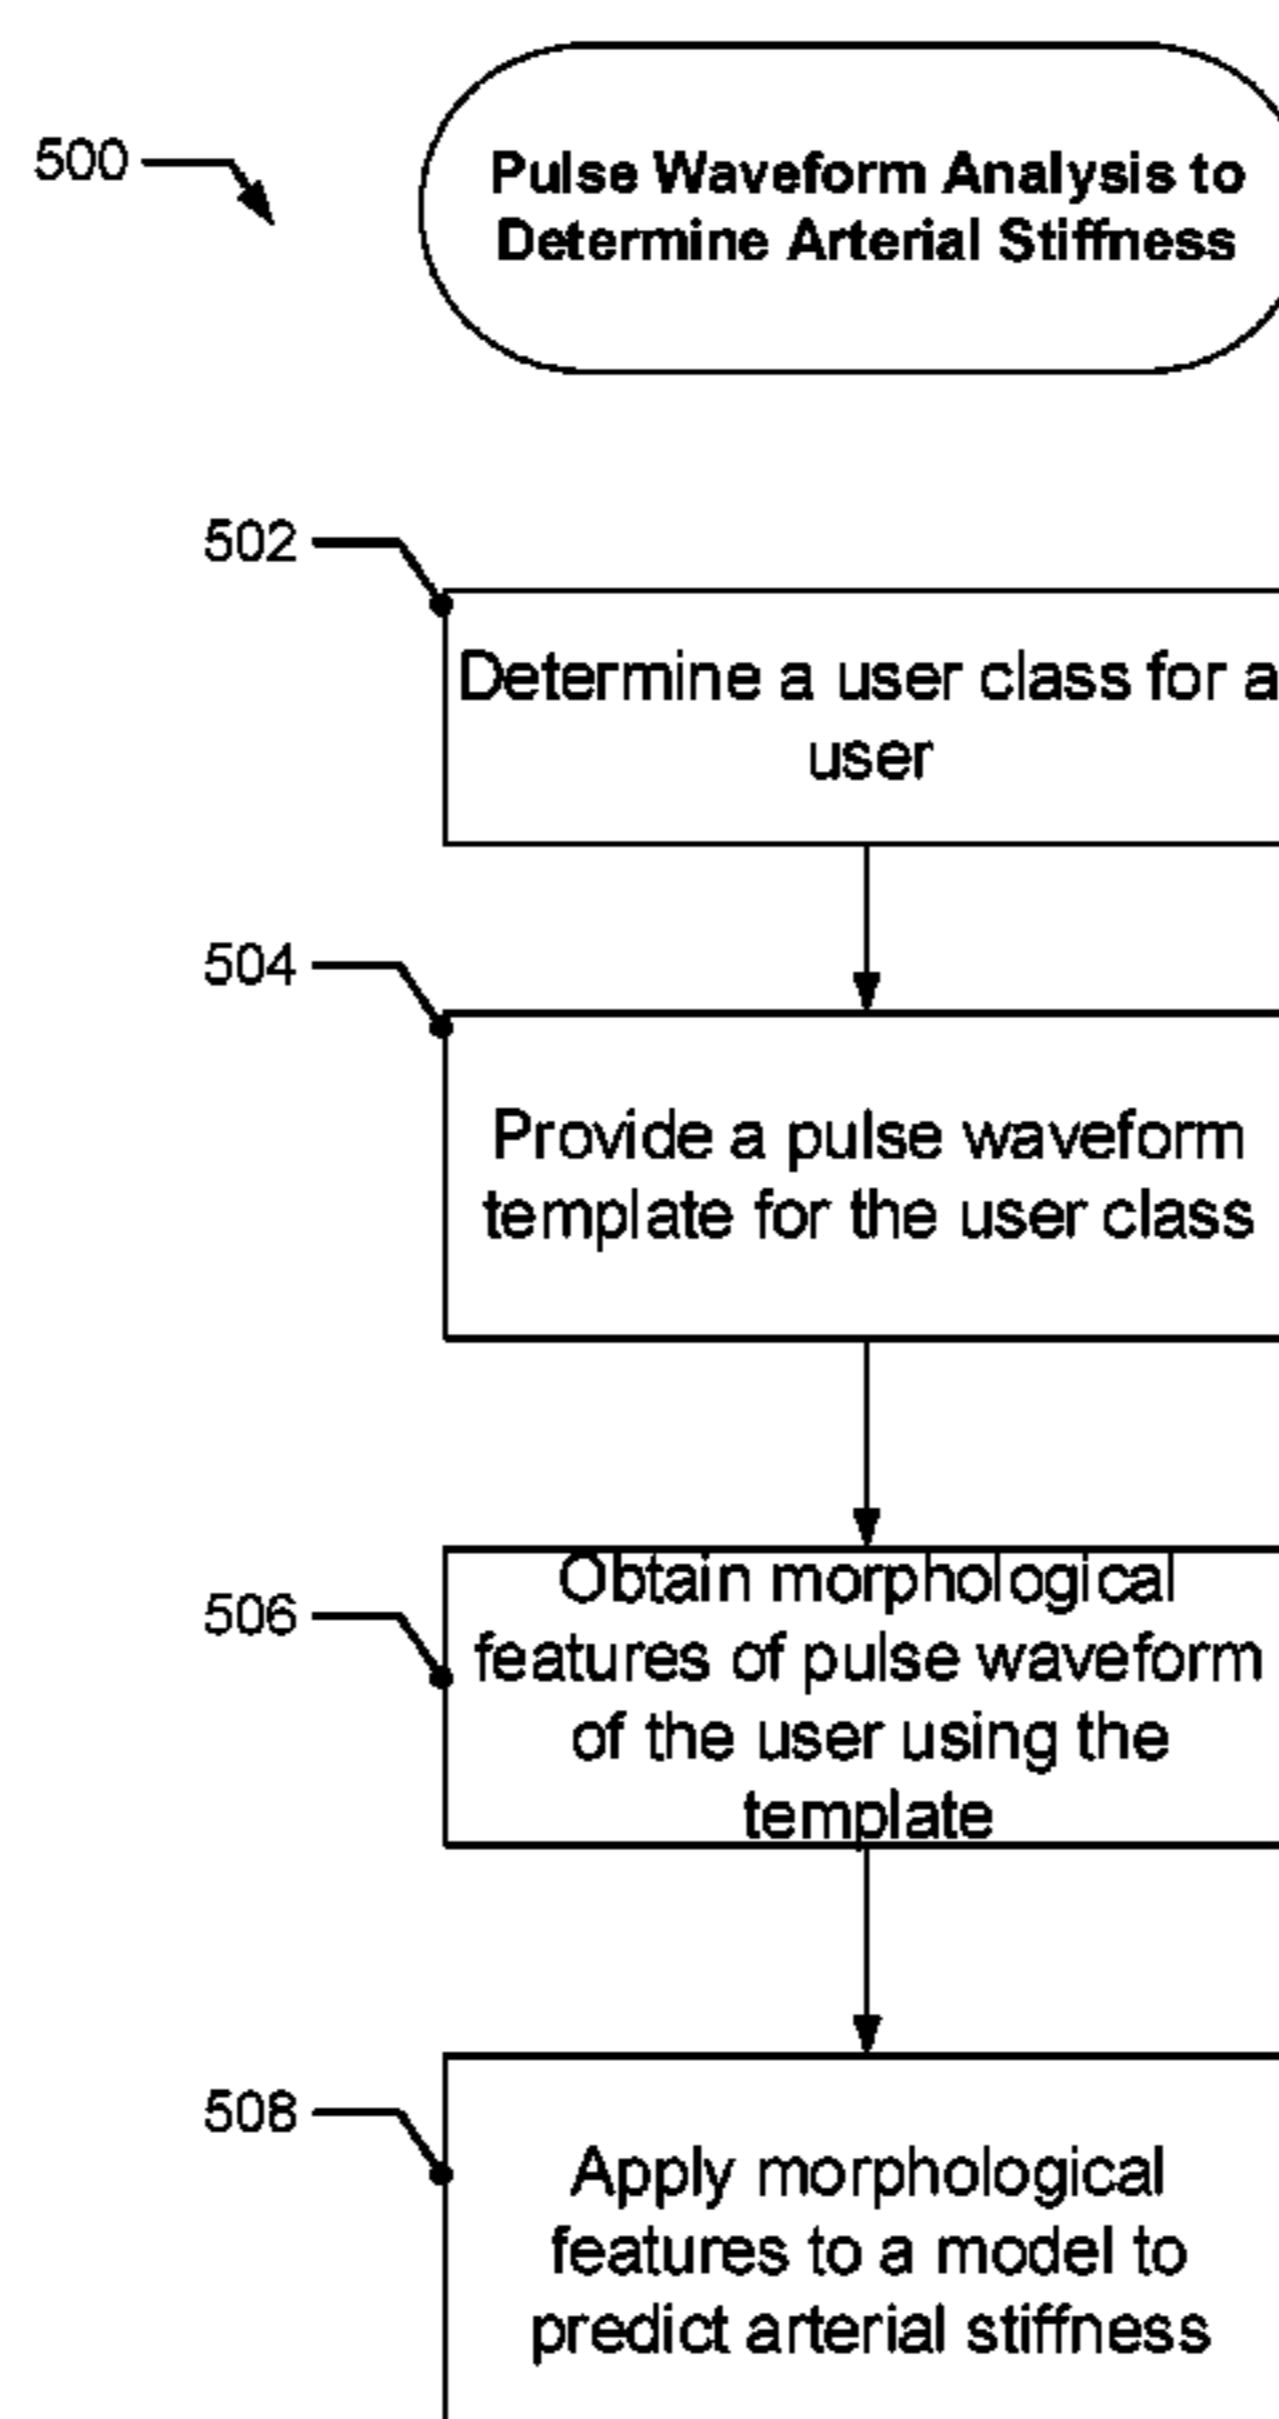 500
Pulse Waveform Analysis to
Determine Arterial Stiffness
502
Determine a user class for a
user
504
Provide a pulse waveform
template for the user class
506
Obtain morphological
features of pulse waveform
of the user using the
template
508
Apply morphological
features to a model to
predict arterial stiffness